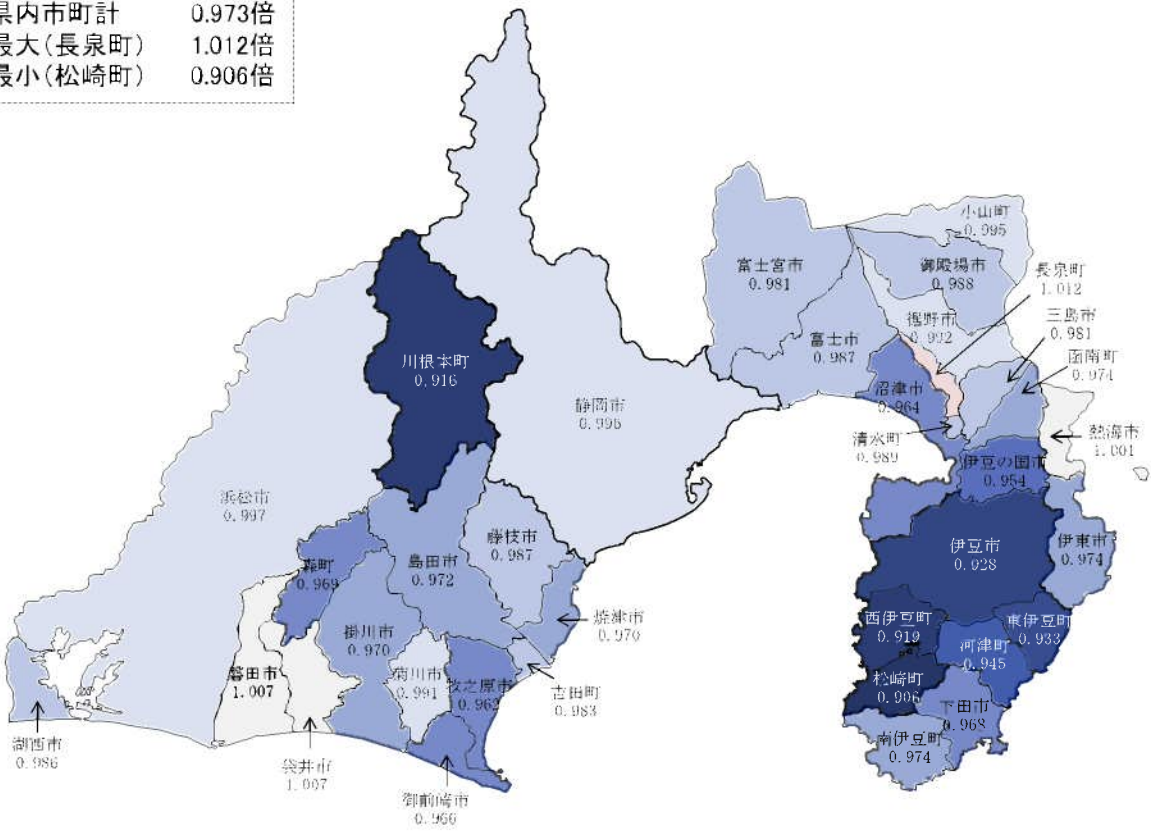 県内市町計 0.973倍
最大(長泉町) 1.012倍
最小(松崎町) 0.906倍
小山町
0.995
富士宮市
0.981
御殿場市
0.988
長泉町
1.012
裾野市
0.992
三島市
0.981
富士市
0.987
函南町
0.974
川根本町
0.916
沼津市
0.964
静岡市
0.996
清水町
0.989
熱海市
1.001
伊豆の国市
0.954
浜松市
0.997
藤枝市
0.987
伊豆市
0.928
伊東市
0.974
島田市
0.972
森町
0.969
焼津市
0.970
西伊豆町
0.919
東伊豆町
0.933
掛川市
0.970
河津町
0.945
磐田市
1.007
菊川市
0.991
牧之原市
0.962
吉田町
0.983
松崎町
0.906
下田市
0.968
湖西市
0.986
南伊豆町
0.974
袋井市
1.007
御前崎市
0.966